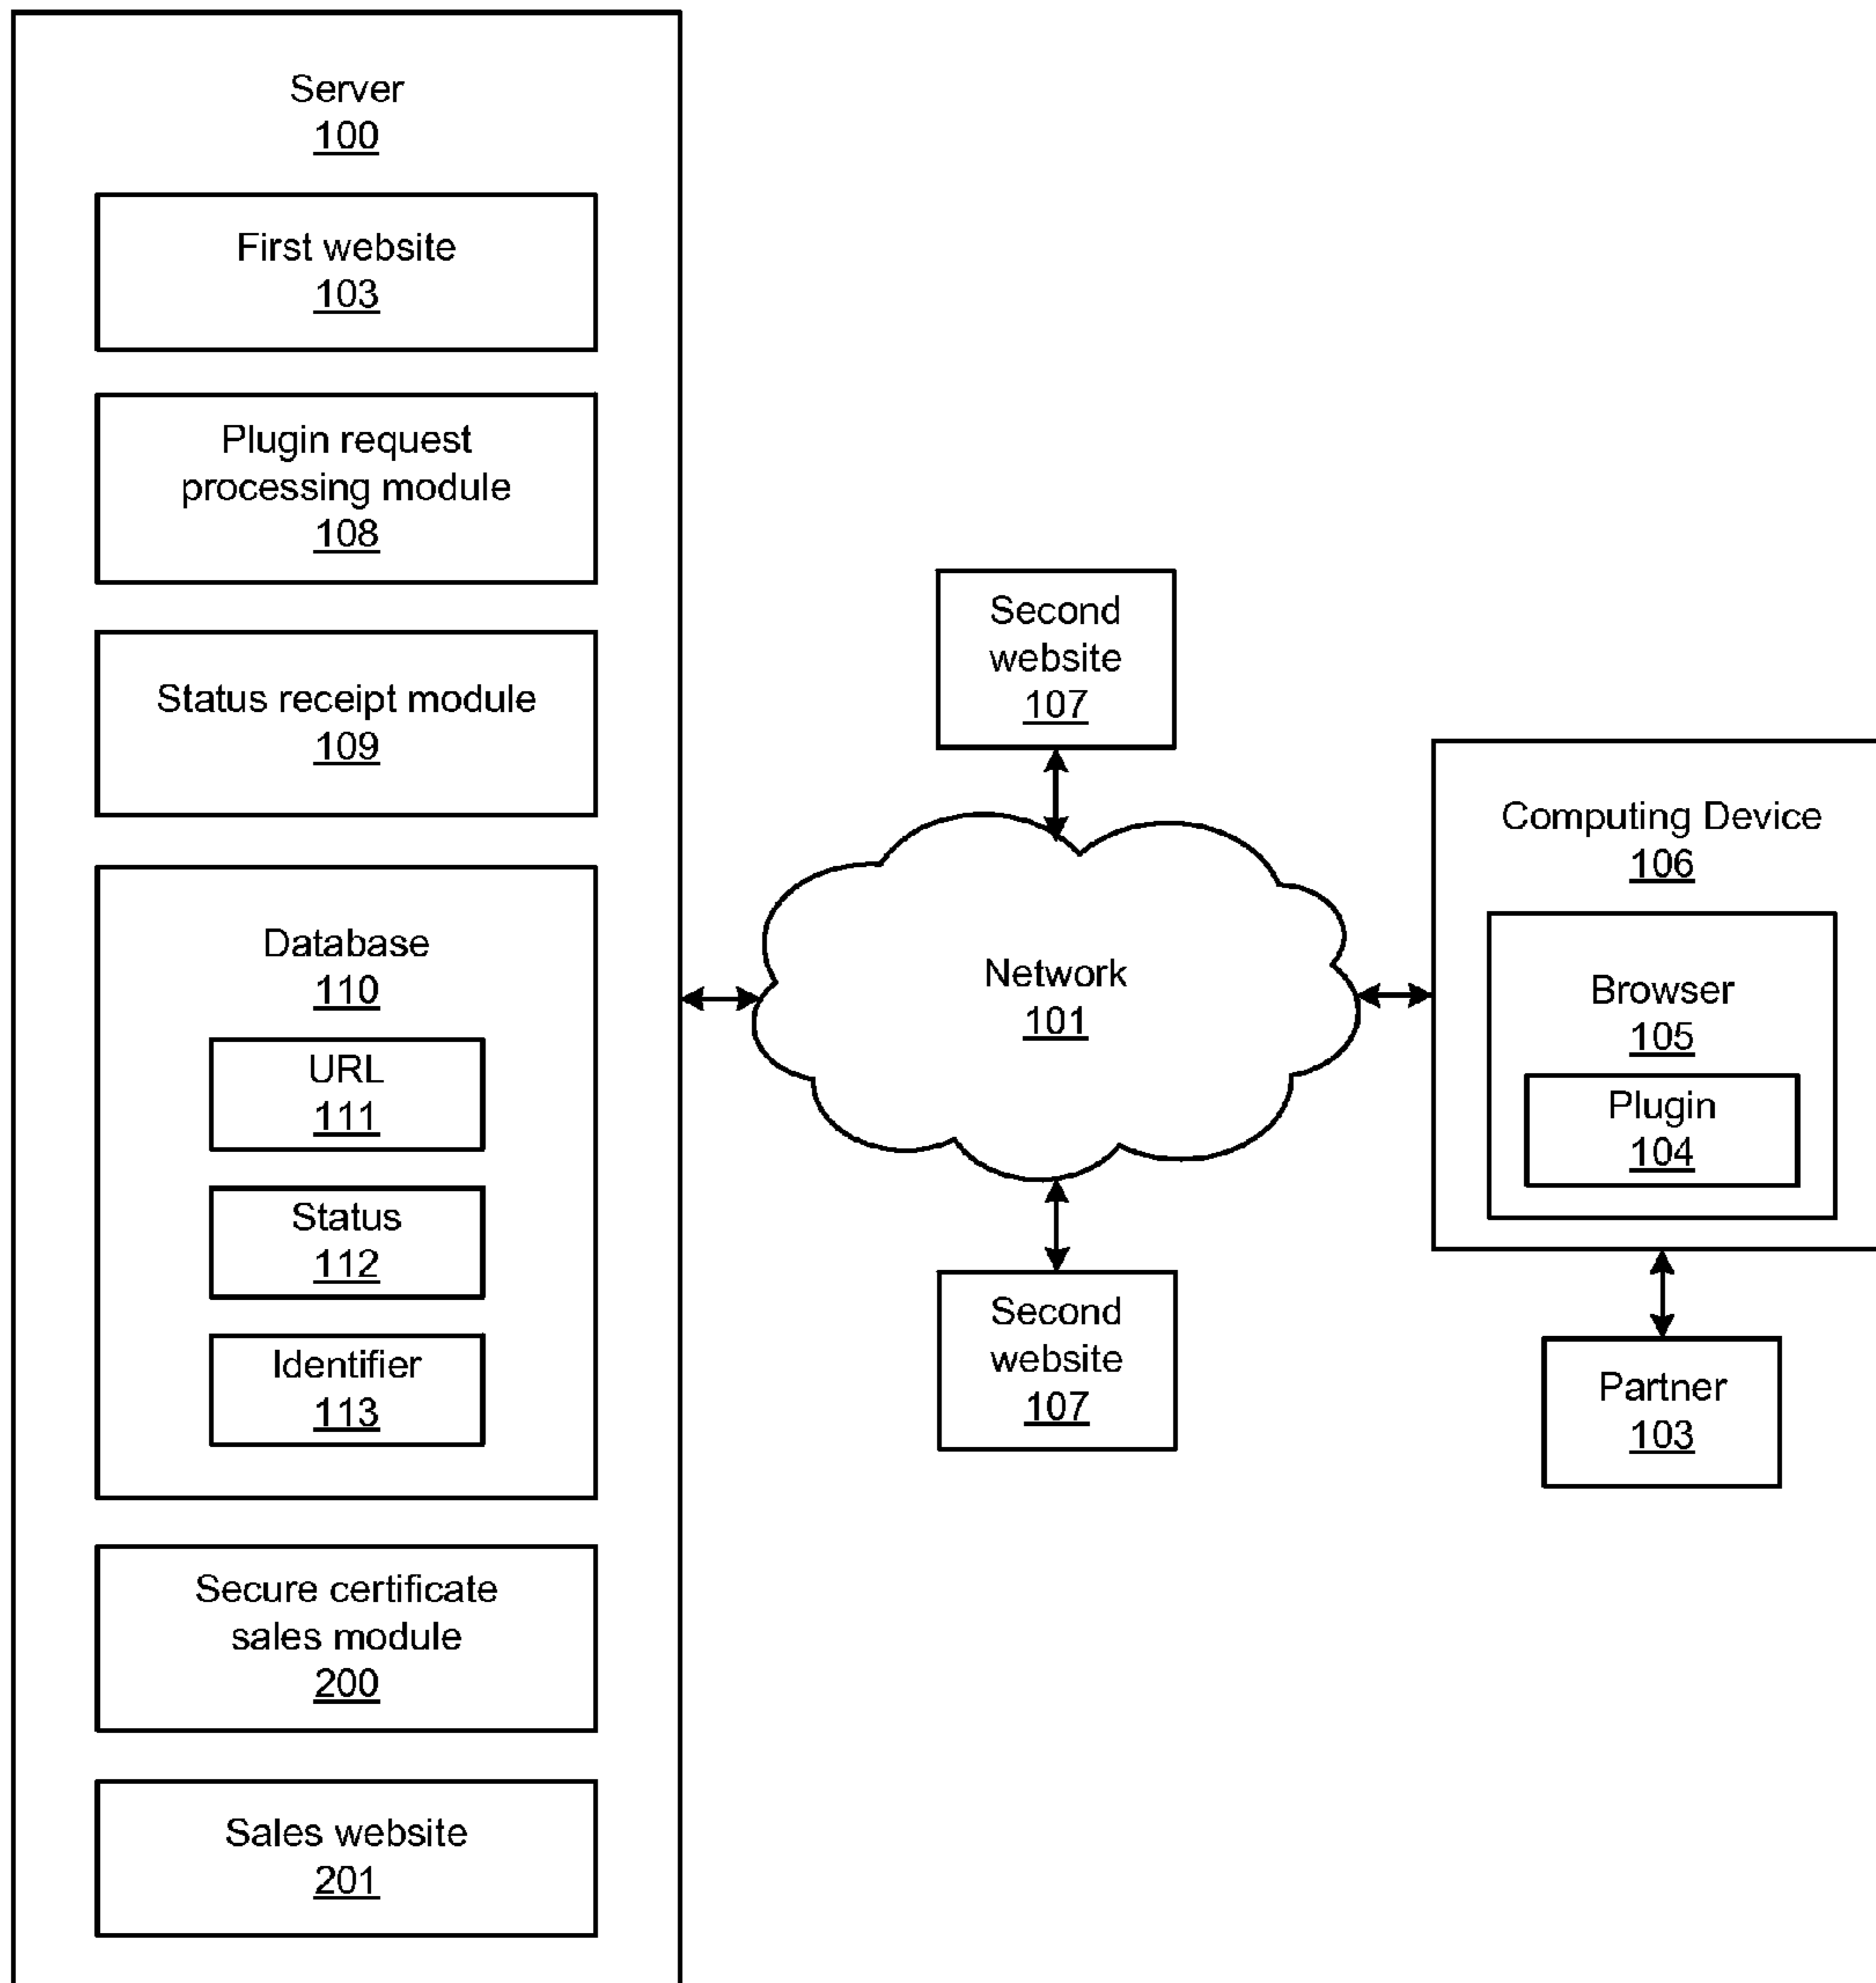 Server
100
First website
103
Plugin request
processing module
108
Status receipt module
109
Database
110
URL
111
Status
112
Identifier
113
Secure certificate
sales module
200
Sales website
201
Second
website
107
Network
101
Second
website
107
Computing Device
106
Browser
105
Plugin
104
Partner
103